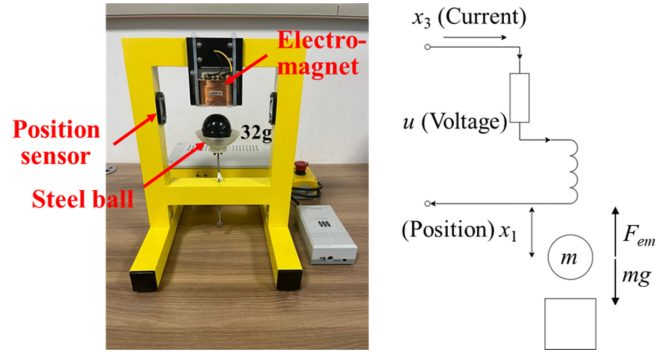 Electro-
magnet
Position
sensor
32g
Steel ball
x₃ (Current)
u (Voltage)
(Position) x₁
Fₑₘ
m
mg